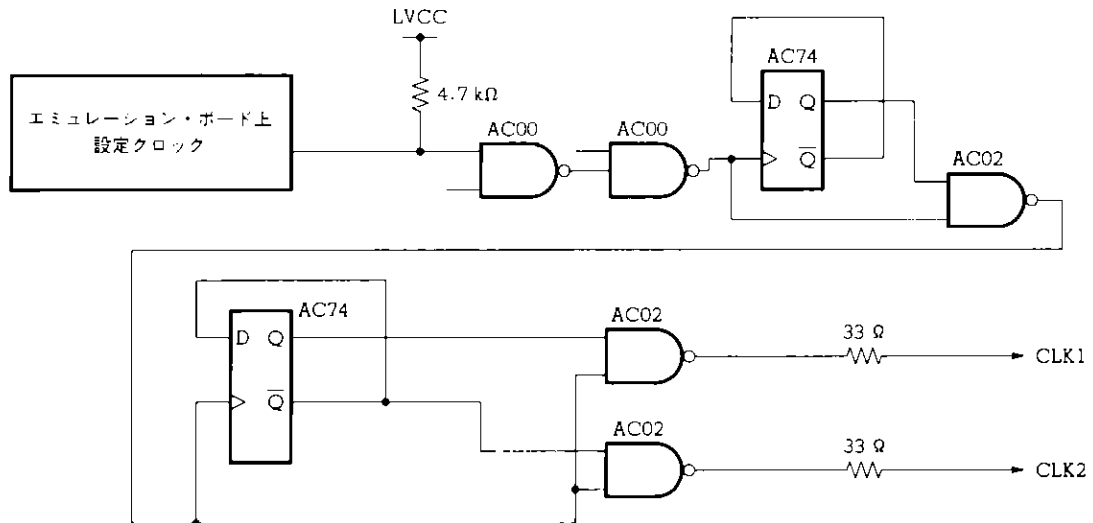 LVCC
エミュレーション・ボード上
設定クロック
4.7 kΩ
AC00
AC00
AC74
D Q
Q̅
AC02
AC74
D Q
Q̅
AC02
33 Ω
CLK1
AC02
33 Ω
CLK2